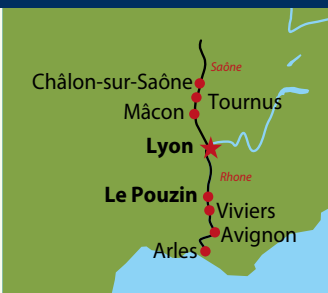 Saône
Châlon-sur-Saône
Tournus
Mâcon
Lyon
Rhone
Le Pouzin
Viviers
Avignon
Arles